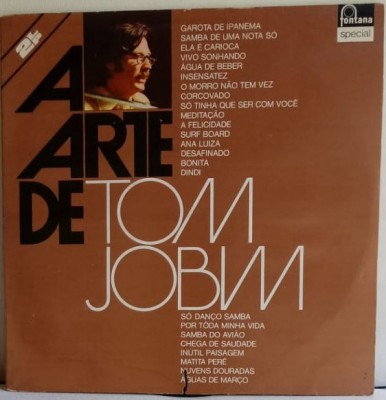 2
fontana
special
GAROTA DE IPANEMA
SAMBA DE UMA NOTA SÓ
ELA É CARIOCA
VIVO SONHANDO
ÁGUA DE BEBER
INSENSATEZ
O MORRO NÃO TEM VEZ
CORCOVADO
SÓ TINHA QUE SER COM VOCÊ
MEDITAÇÃO
A FELICIDADE
SURF BOARD
ANA LUIZA
DESAFINADO
BONITA
DINDI
A
ARTE
DE
TOM
JOBIM
SÓ DANÇO SAMBA
POR TÔDA MINHA VIDA
SAMBA DO AVIÃO
CHEGA DE SAUDADE
INÚTIL PAISAGEM
MATITA PERÊ
NUVENS DOURADAS
ÁGUAS DE MARÇO